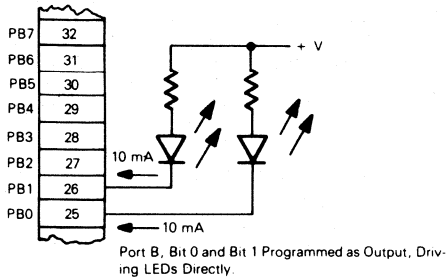 PB7 32
PB6 31
PB5 30
PB4 29
PB3 28
PB2 27
PB1 26
PB0 25
+ V
10 mA
10 mA
Port B, Bit 0 and Bit 1 Programmed as Output, Driv-
ing LEDs Directly.